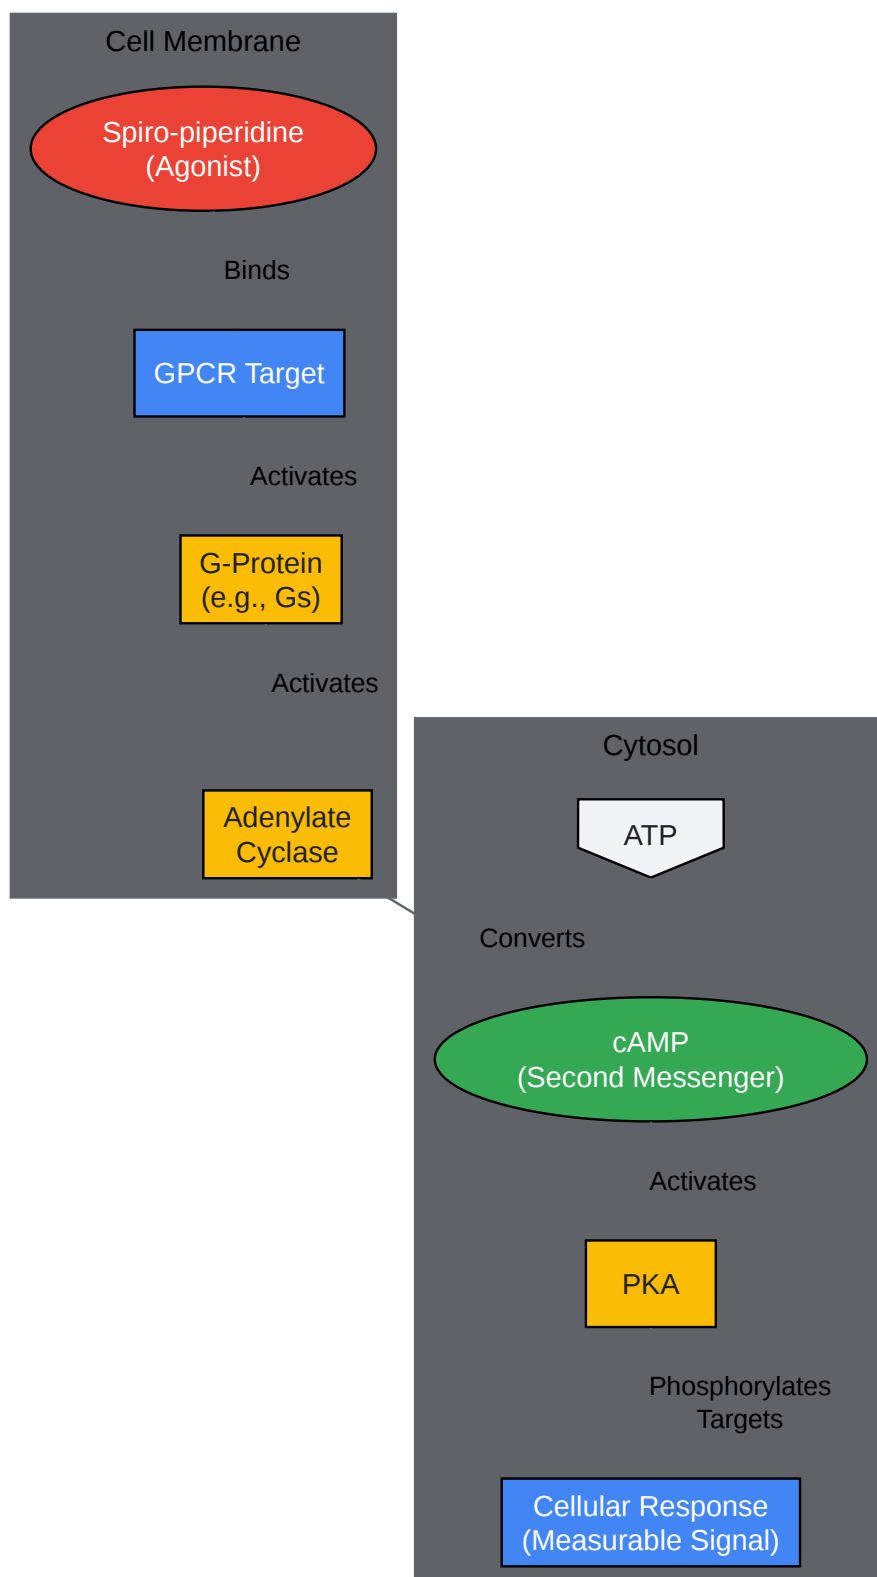 Cell Membrane
Spiro-piperidine
(Agonist)
Binds
GPCR Target
Activates
G-Protein
(e.g., Gs)
Activates
Adenylate
Cyclase
Cytosol
ATP
Converts
cAMP
(Second Messenger)
Activates
PKA
Phosphorylates
Targets
Cellular Response
(Measurable Signal)